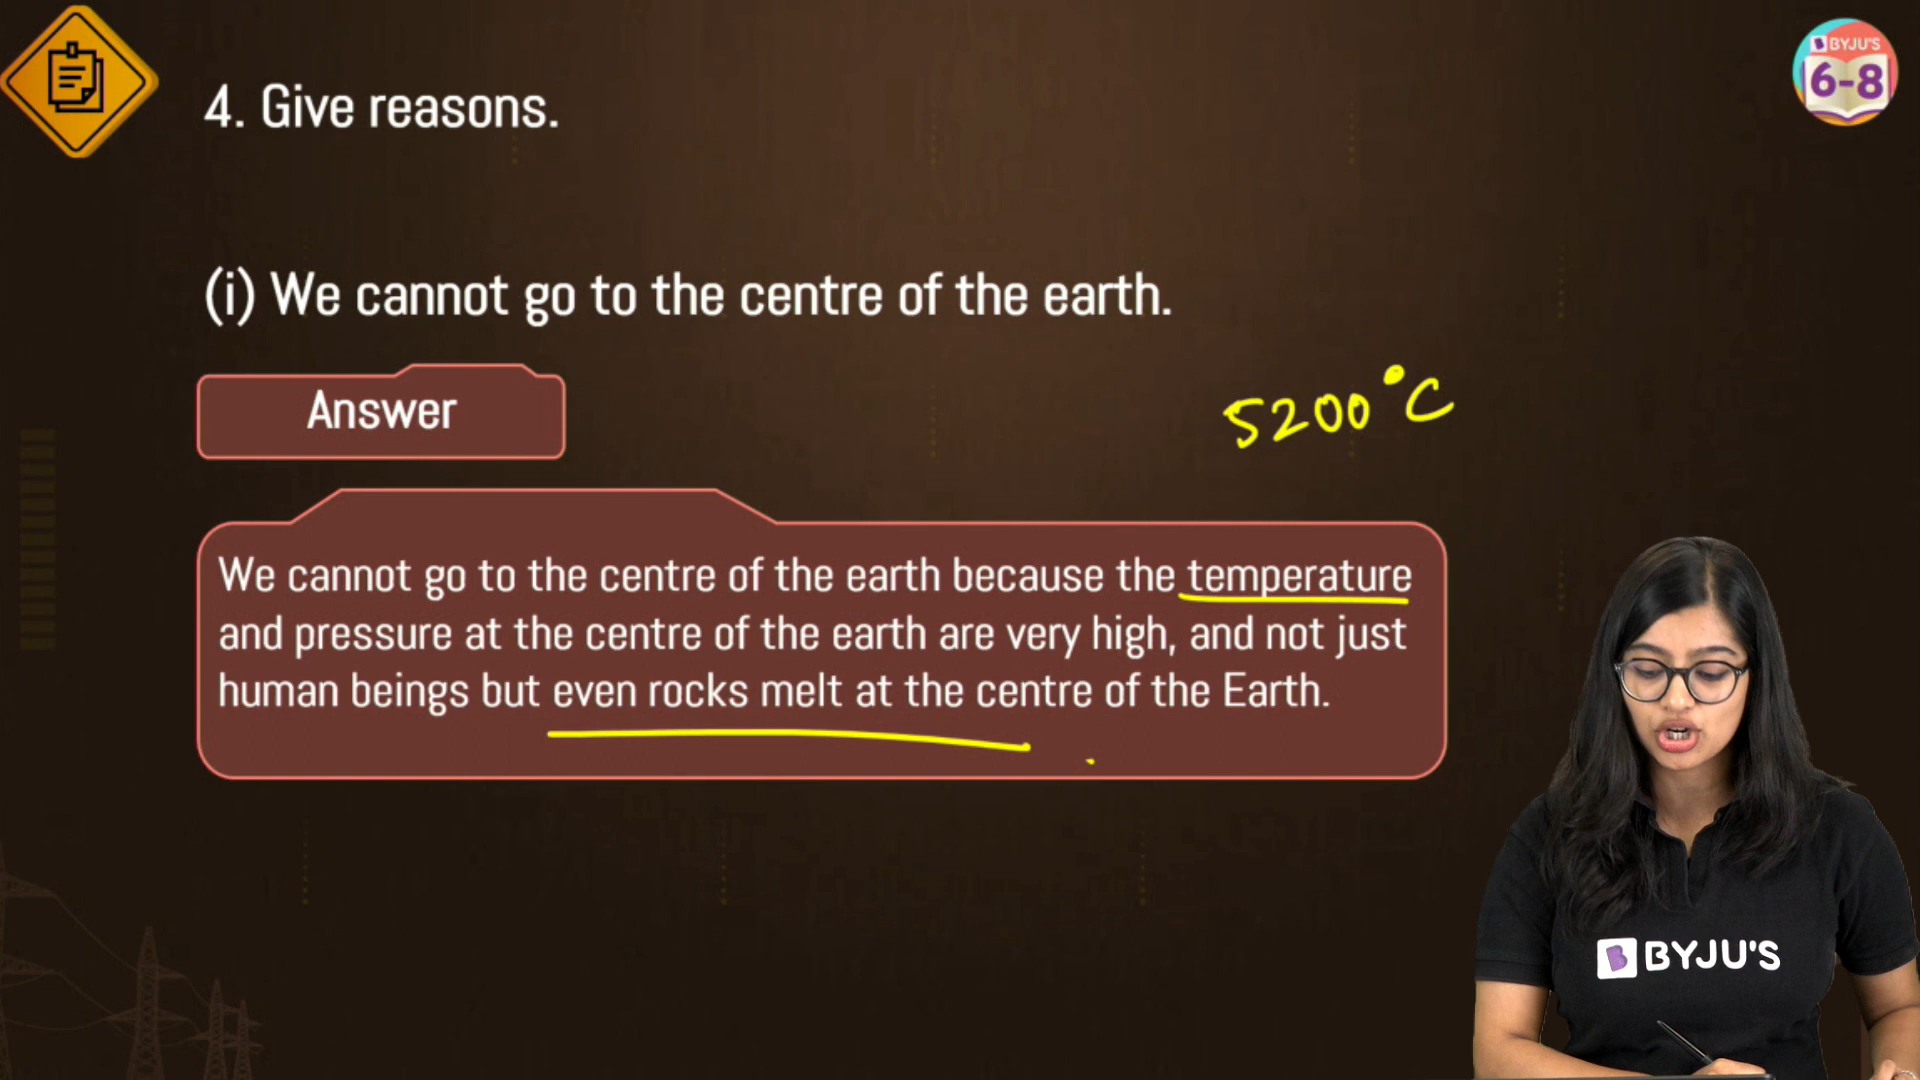 BYJU'S
6-8
4. Give reasons.
(i) We cannot go to the centre of the earth.
Answer
5200°C
We cannot go to the centre of the earth because the temperature
and pressure at the centre of the earth are very high, and not just
human beings but even rocks melt at the centre of the Earth.
BYJU'S